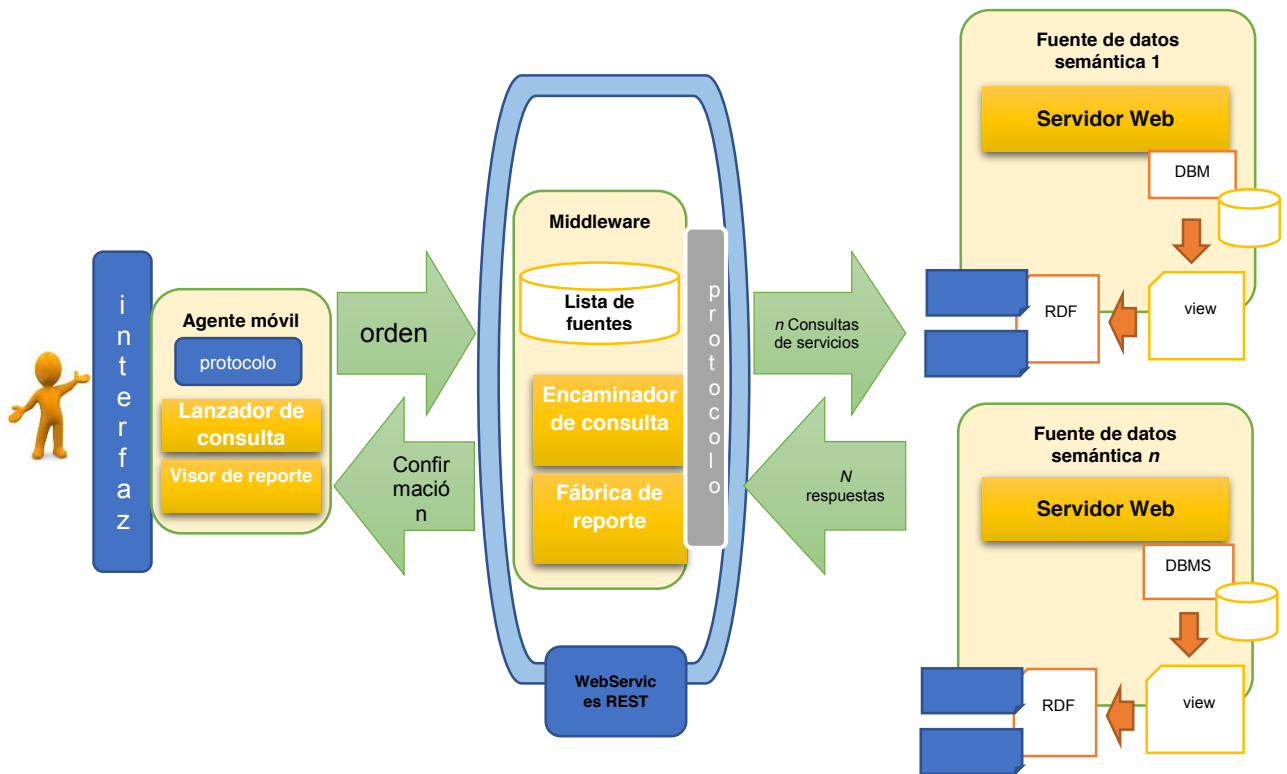 interfaz
Agente móvil
protocolo
Lanzador de
consulta
Visor de reporte
orden
Confir
mació
n
Middleware
Lista de
fuentes
Encaminador
de consulta
Fábrica de
reporte
protocolo
WebServic
es REST
n Consultas
de servicios
N
respuestas
Fuente de datos
semántica 1
Servidor Web
DBM
view
RDF
Fuente de datos
semántica n
Servidor Web
DBMS
view
RDF